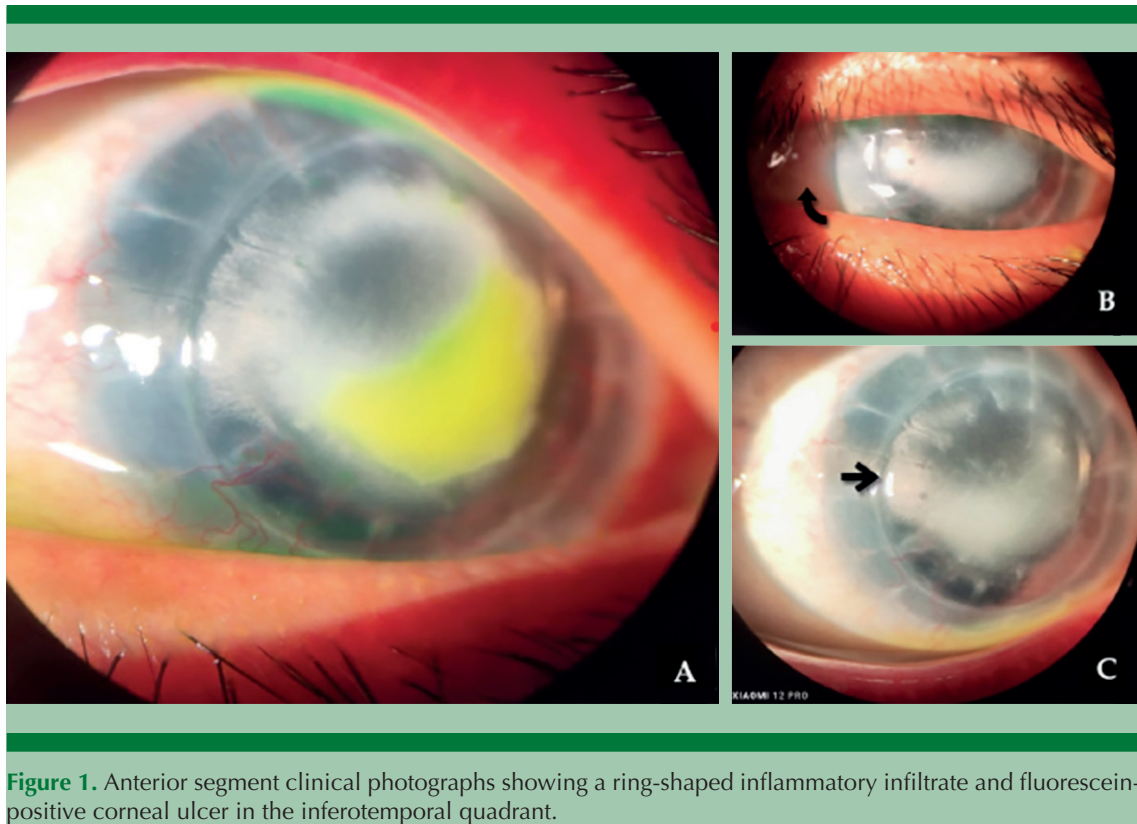 A
B
C
XIAOMI 12 PRO
Figure 1. Anterior segment clinical photographs showing a ring-shaped inflammatory infiltrate and fluorescein-
positive corneal ulcer in the inferotemporal quadrant.